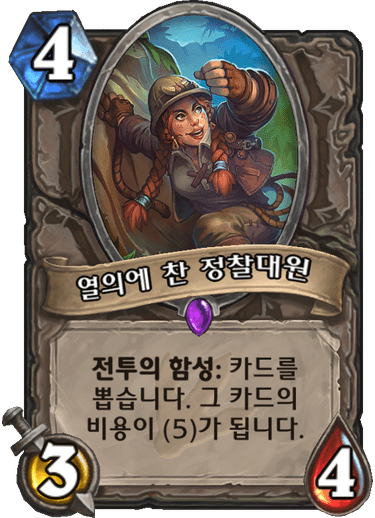 4
열의에 찬 정찰대원
전투의 함성: 카드를
뽑습니다. 그 카드의
비용이 (5)가 됩니다.
3
4